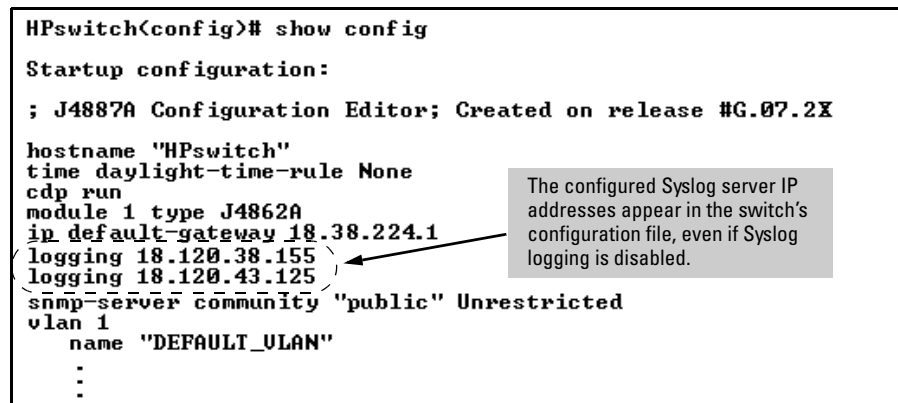 HPswitch(config)# show config
Startup configuration:
; J4887A Configuration Editor; Created on release #G.07.2X
hostname "HPswitch"
time daylight-time-rule None
cdp run
module 1 type J4862A
ip default-gateway 18.38.224.1
logging 18.120.38.155
logging 18.120.43.125
snmp-server community "public" Unrestricted
vlan 1
name "DEFAULT_VLAN"
.
.
.
The configured Syslog server IP
addresses appear in the switch's
configuration file, even if Syslog
logging is disabled.